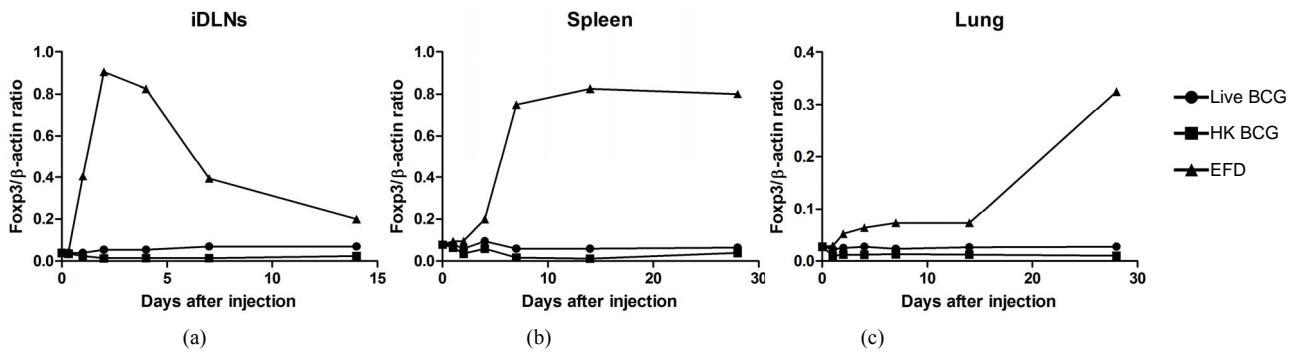 iDLNs
Foxp3/β-actin ratio
1.0
0.8
0.6
0.4
0.2
0.0
0 5 10 15
Days after injection
(a)
Spleen
Foxp3/β-actin ratio
1.0
0.8
0.6
0.4
0.2
0.0
0 10 20 30
Days after injection
(b)
Lung
Foxp3/β-actin ratio
0.4
0.3
0.2
0.1
0.0
0 10 20 30
Days after injection
(c)
Live BCG
HK BCG
EFD